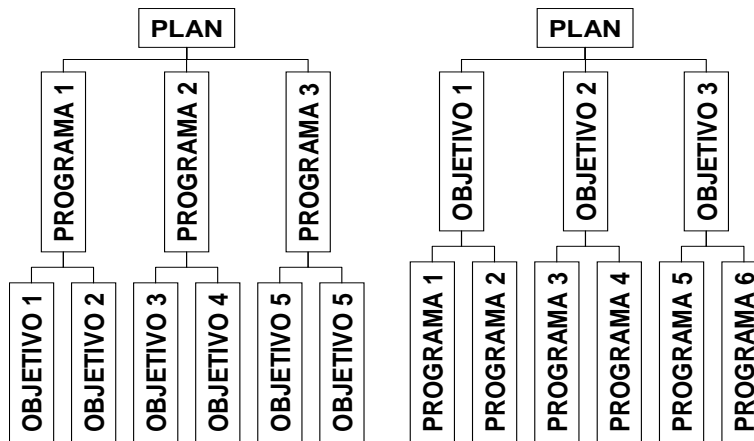 PLAN
PROGRAMA 1
PROGRAMA 2
PROGRAMA 3
OBJETIVO 1
OBJETIVO 2
OBJETIVO 3
OBJETIVO 4
OBJETIVO 5
OBJETIVO 5
PLAN
OBJETIVO 1
OBJETIVO 2
OBJETIVO 3
PROGRAMA 1
PROGRAMA 2
PROGRAMA 3
PROGRAMA 4
PROGRAMA 5
PROGRAMA 6